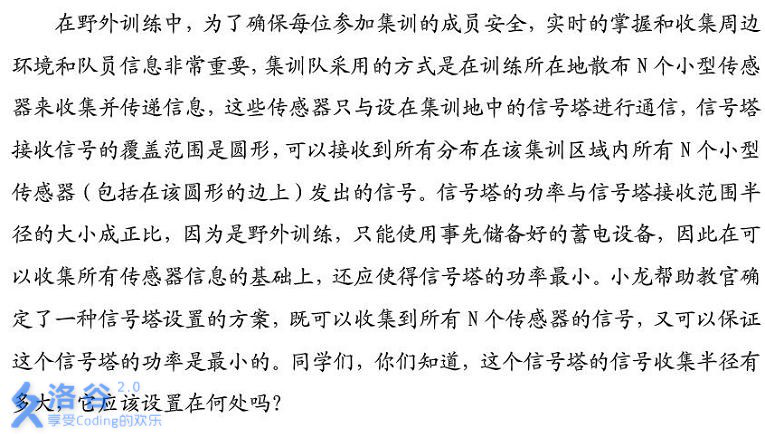 在野外训练中，为了确保每位参加集训的成员安全，实时的掌握和收集周边
环境和队员信息非常重要，集训队采用的方式是在训练所在地散布 N 个小型传感
器来收集并传递信息，这些传感器只与设在集训地中的信号塔进行通信，信号塔
接收信号的覆盖范围是圆形，可以接收到所有分布在该集训区域内所有 N 个小型
传感器（包括在该圆形的边上）发出的信号。信号塔的功率与信号塔接收范围半
径的大小成正比，因为是野外训练，只能使用事先储备好的蓄电设备，因此在可
以收集所有传感器信息的基础上，还应使得信号塔的功率最小。小龙帮助教官确
定了一种信号塔设置的方案，既可以收集到所有 N 个传感器的信号，又可以保证
这个信号塔的功率是最小的。同学们，你们知道，这个信号塔的信号收集半径有
多大，它应该设置在何处吗？
洛谷 2.0
享受Coding的欢乐